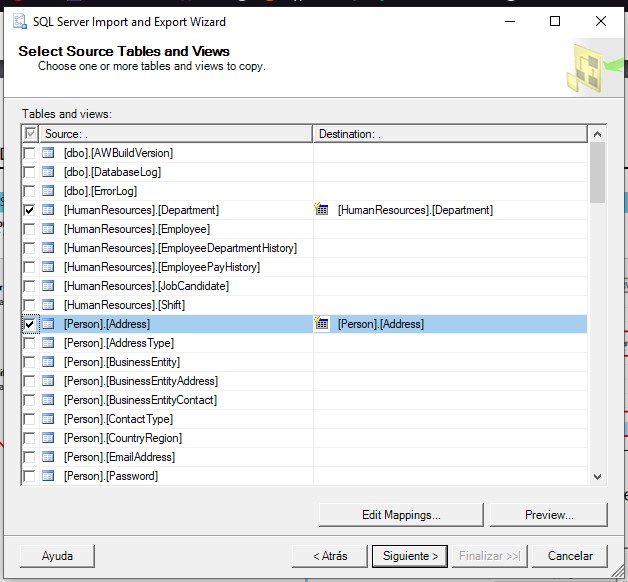 SQL Server Import and Export Wizard
Select Source Tables and Views
Choose one or more tables and views to copy.
Tables and views:
Source: . Destination: .
[dbo].[AWBuildVersion]
[dbo].[DatabaseLog]
[dbo].[ErrorLog]
[HumanResources].[Department] [HumanResources].[Department]
[HumanResources].[Employee]
[HumanResources].[EmployeeDepartmentHistory]
[HumanResources].[EmployeePayHistory]
[HumanResources].[JobCandidate]
[HumanResources].[Shift]
[Person].[Address] [Person].[Address]
[Person].[AddressType]
[Person].[BusinessEntity]
[Person].[BusinessEntityAddress]
[Person].[BusinessEntityContact]
[Person].[ContactType]
[Person].[CountryRegion]
[Person].[EmailAddress]
[Person].[Password]
Edit Mappings... Preview...
Ayuda < Atrás Siguiente > Finalizar >>| Cancelar